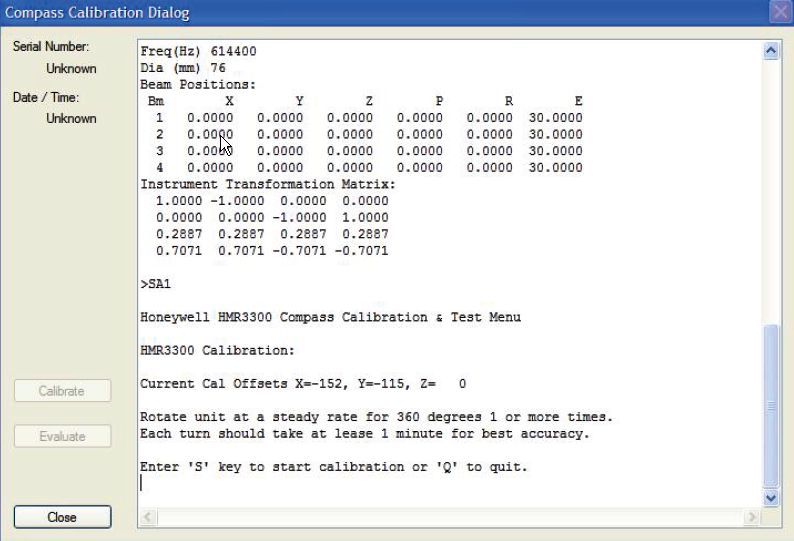 Compass Calibration Dialog
Serial Number:
Unknown
Date / Time:
Unknown
Calibrate
Evaluate
Close
Freq(Hz) 614400
Dia (mm) 76
Beam Positions:
Bm X Y Z P R E
1 0.0000 0.0000 0.0000 0.0000 0.0000 30.0000
2 0.0000 0.0000 0.0000 0.0000 0.0000 30.0000
3 0.0000 0.0000 0.0000 0.0000 0.0000 30.0000
4 0.0000 0.0000 0.0000 0.0000 0.0000 30.0000
Instrument Transformation Matrix:
1.0000 -1.0000 0.0000 0.0000
0.0000 0.0000 -1.0000 1.0000
0.2887 0.2887 0.2887 0.2887
0.7071 0.7071 -0.7071 -0.7071
>SA1
Honeywell HMR3300 Compass Calibration & Test Menu
HMR3300 Calibration:
Current Cal Offsets X=-152, Y=-115, Z= 0
Rotate unit at a steady rate for 360 degrees 1 or more times.
Each turn should take at lease 1 minute for best accuracy.
Enter 'S' key to start calibration or 'Q' to quit.